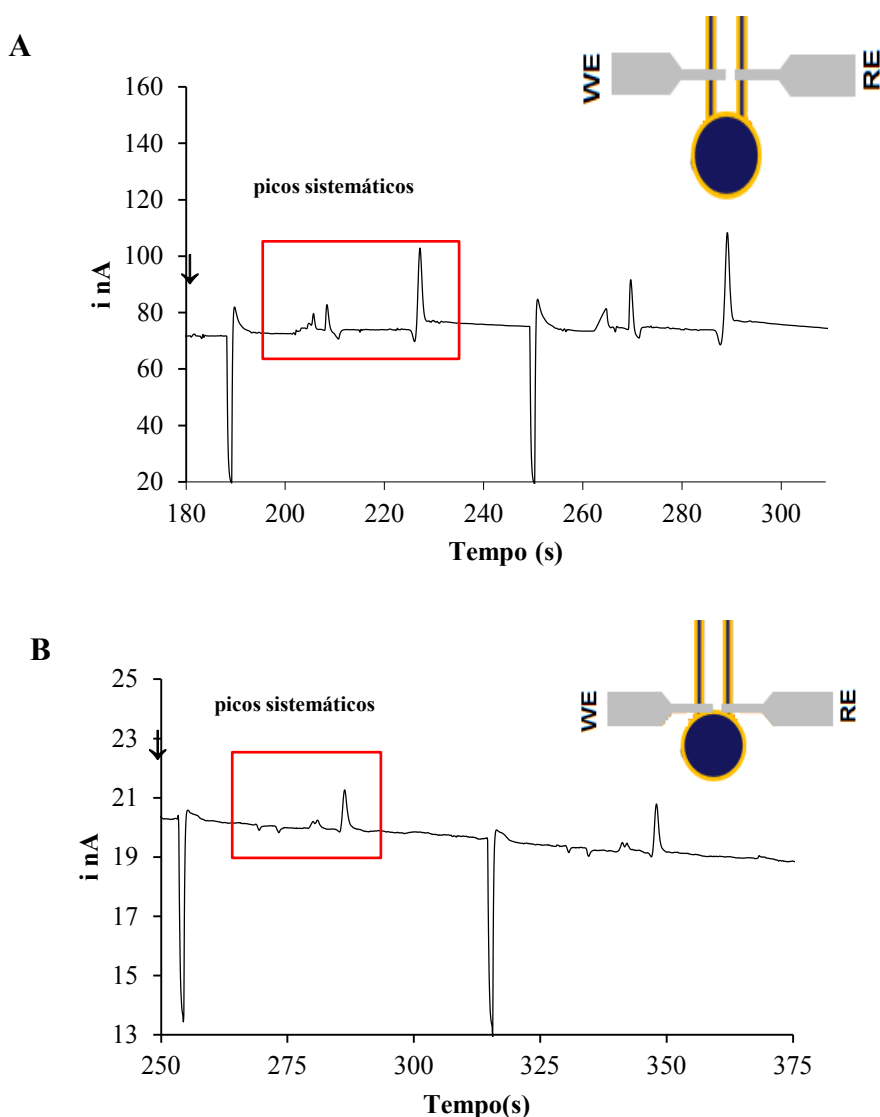 A
WE
RE
160
140
120
100
80
60
40
20
i nA
picos sistemáticos
180 200 220 240 260 280 300
Tempo (s)
B
WE
RE
25
23
21
19
17
15
13
i nA
picos sistemáticos
250 275 300 325 350 375
Tempo(s)